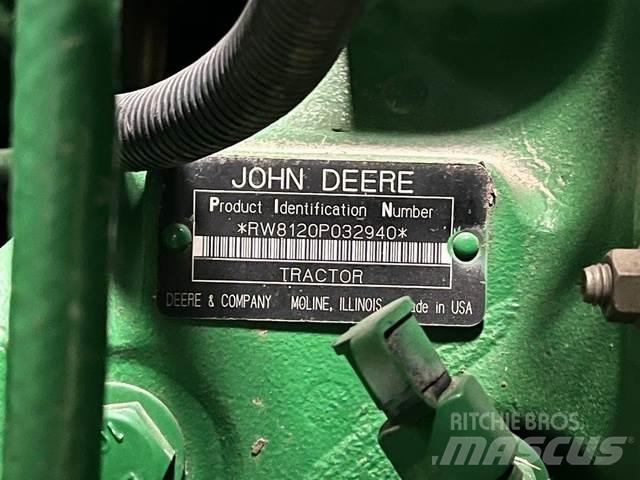 JOHN DEERE
Product Identification Number
*RW8120P032940*
TRACTOR
DEERE & COMPANY MOLINE, ILLINOIS in USA
RITCHIE BROS.
MASCUS